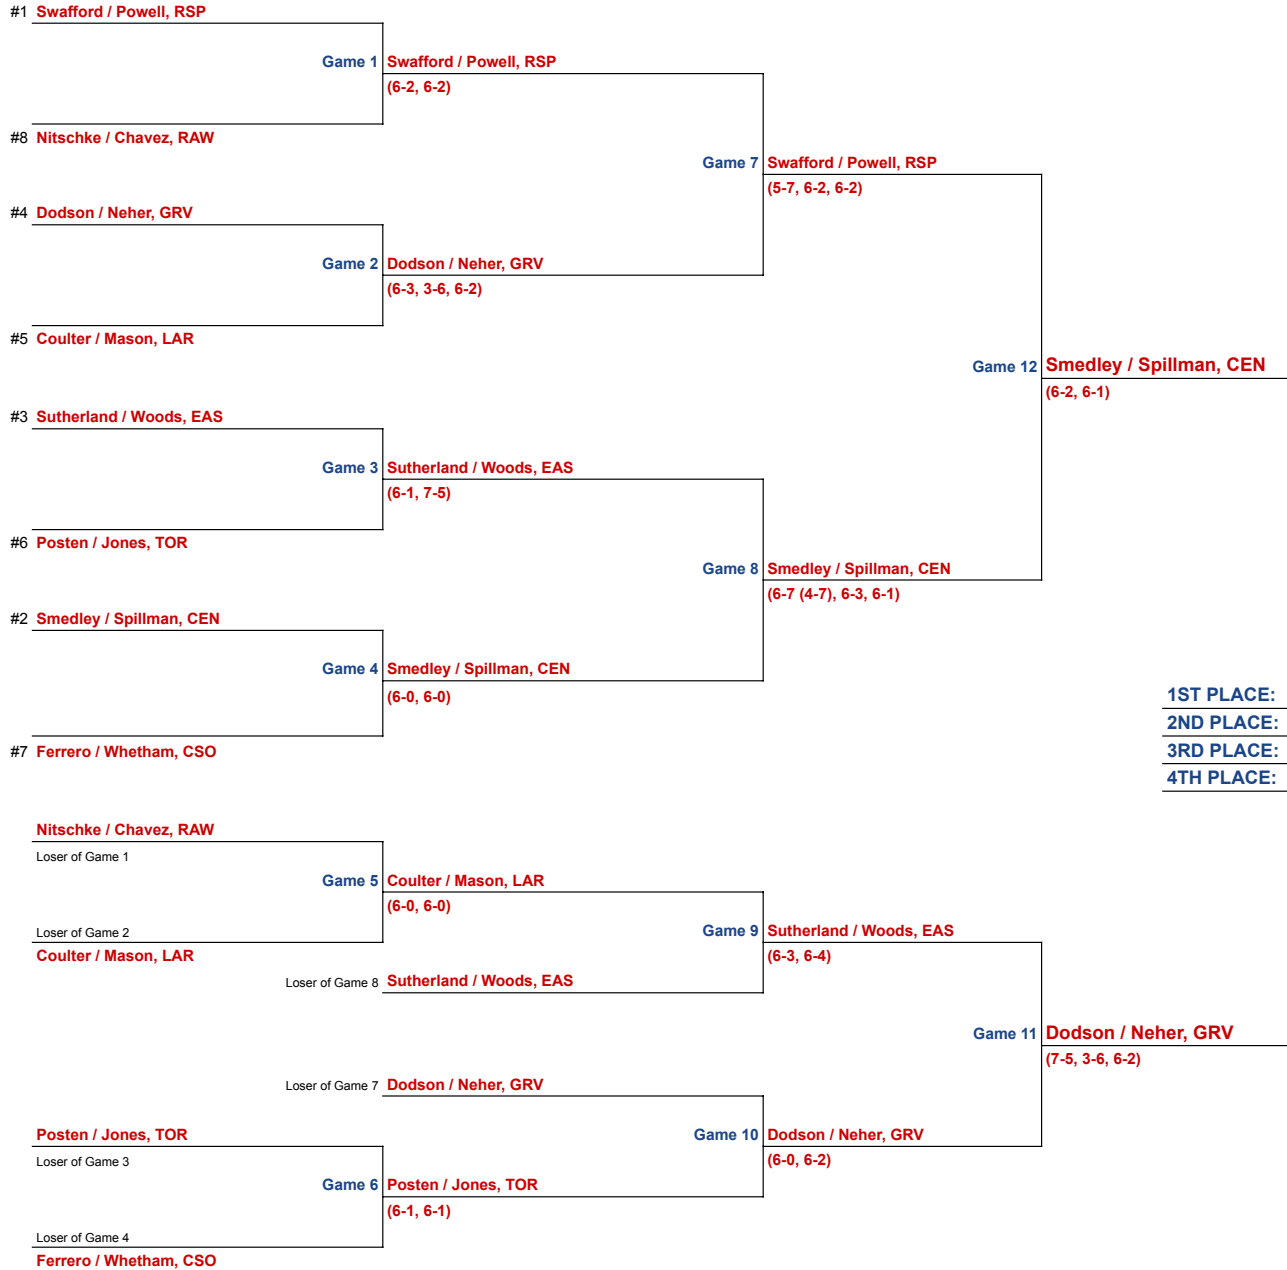 #1 Swafford / Powell, RSP
Game 1 Swafford / Powell, RSP
(6-2, 6-2)
#8 Nitschke / Chavez, RAW
Game 7 Swafford / Powell, RSP
(5-7, 6-2, 6-2)
#4 Dodson / Neher, GRV
Game 2 Dodson / Neher, GRV
(6-3, 3-6, 6-2)
#5 Coulter / Mason, LAR
Game 12 Smedley / Spillman, CEN
(6-2, 6-1)
#3 Sutherland / Woods, EAS
Game 3 Sutherland / Woods, EAS
(6-1, 7-5)
#6 Posten / Jones, TOR
Game 8 Smedley / Spillman, CEN
(6-7 (4-7), 6-3, 6-1)
#2 Smedley / Spillman, CEN
Game 4 Smedley / Spillman, CEN
(6-0, 6-0)
#7 Ferrero / Whetham, CSO
1ST PLACE:
2ND PLACE:
3RD PLACE:
4TH PLACE:
Nitschke / Chavez, RAW
Loser of Game 1
Game 5 Coulter / Mason, LAR
(6-0, 6-0)
Loser of Game 2
Coulter / Mason, LAR
Game 9 Sutherland / Woods, EAS
(6-3, 6-4)
Loser of Game 8 Sutherland / Woods, EAS
Game 11 Dodson / Neher, GRV
(7-5, 3-6, 6-2)
Loser of Game 7 Dodson / Neher, GRV
Posten / Jones, TOR
Loser of Game 3
Game 10 Dodson / Neher, GRV
(6-0, 6-2)
Game 6 Posten / Jones, TOR
(6-1, 6-1)
Loser of Game 4
Ferrero / Whetham, CSO